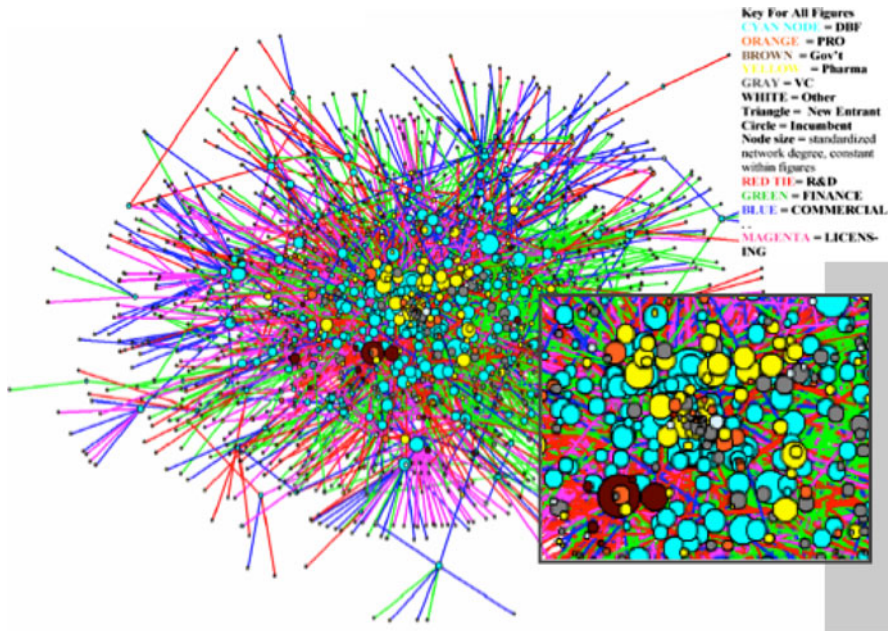 Key For All Figures
CYAN NODE = DBF
ORANGE = PRO
BROWN = Gov't
YELLOW = Pharma
GRAY = VC
WHITE = Other
Triangle = New Entrant
Circle = Incumbent
Node size = standardized
network degree, constant
within figures
RED TIE= R&D
GREEN = FINANCE
BLUE = COMMERCIAL
. .
MAGENTA = LICENS-
ING